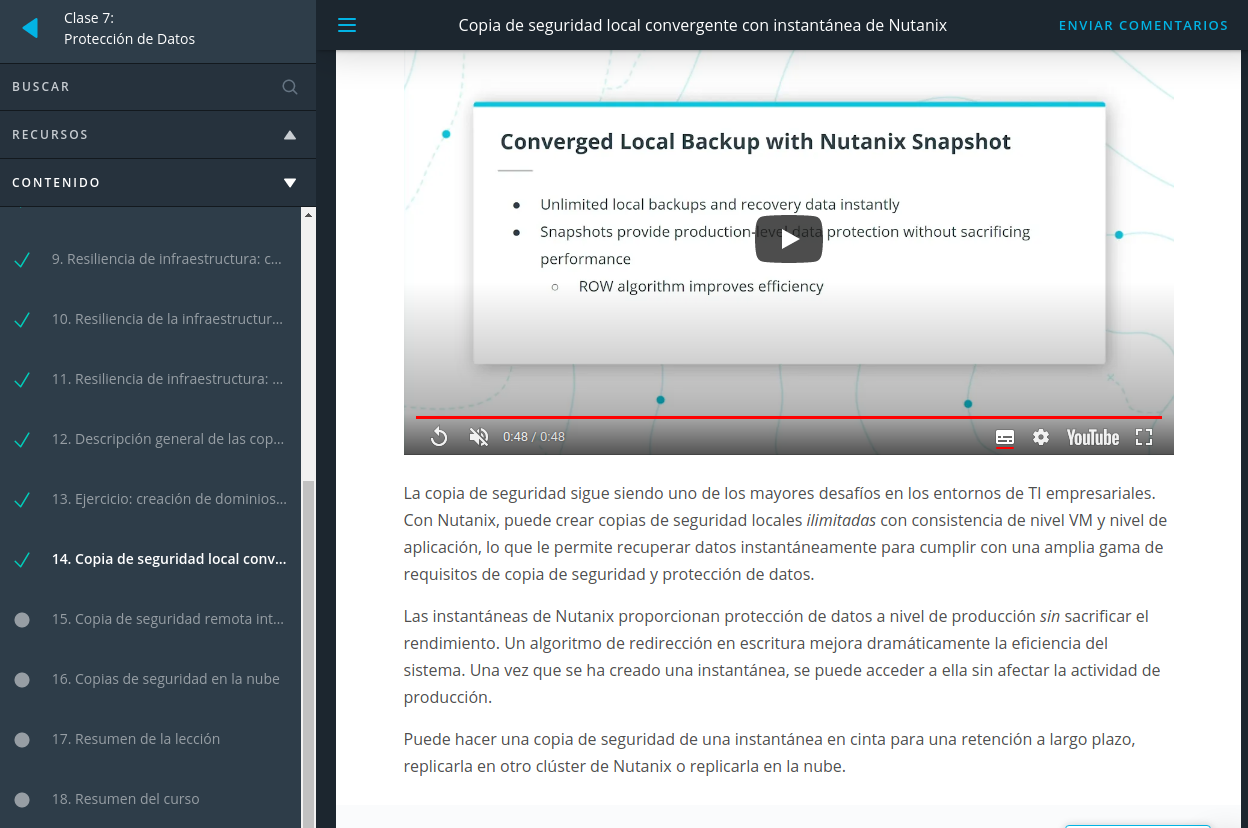 Clase 7:
Protección de Datos
BUSCAR
RECURSOS
CONTENIDO
9. Resiliencia de infraestructura: c...
10. Resiliencia de la infraestructur...
11. Resiliencia de infraestructura: ...
12. Descripción general de las cop...
13. Ejercicio: creación de dominios...
14. Copia de seguridad local conv...
15. Copia de seguridad remota int...
16. Copias de seguridad en la nube
17. Resumen de la lección
18. Resumen del curso
Copia de seguridad local convergente con instantánea de Nutanix
ENVIAR COMENTARIOS
Converged Local Backup with Nutanix Snapshot
● Unlimited local backups and recovery data instantly
● Snapshots provide production-level data protection without sacrificing
performance
○ ROW algorithm improves efficiency
0:48 / 0:48
YouTube
La copia de seguridad sigue siendo uno de los mayores desafíos en los entornos de TI empresariales.
Con Nutanix, puede crear copias de seguridad locales ilimitadas con consistencia de nivel VM y nivel de
aplicación, lo que le permite recuperar datos instantáneamente para cumplir con una amplia gama de
requisitos de copia de seguridad y protección de datos.
Las instantáneas de Nutanix proporcionan protección de datos a nivel de producción sin sacrificar el
rendimiento. Un algoritmo de redirección en escritura mejora dramáticamente la eficiencia del
sistema. Una vez que se ha creado una instantánea, se puede acceder a ella sin afectar la actividad de
producción.
Puede hacer una copia de seguridad de una instantánea en cinta para una retención a largo plazo,
replicarla en otro clúster de Nutanix o replicarla en la nube.